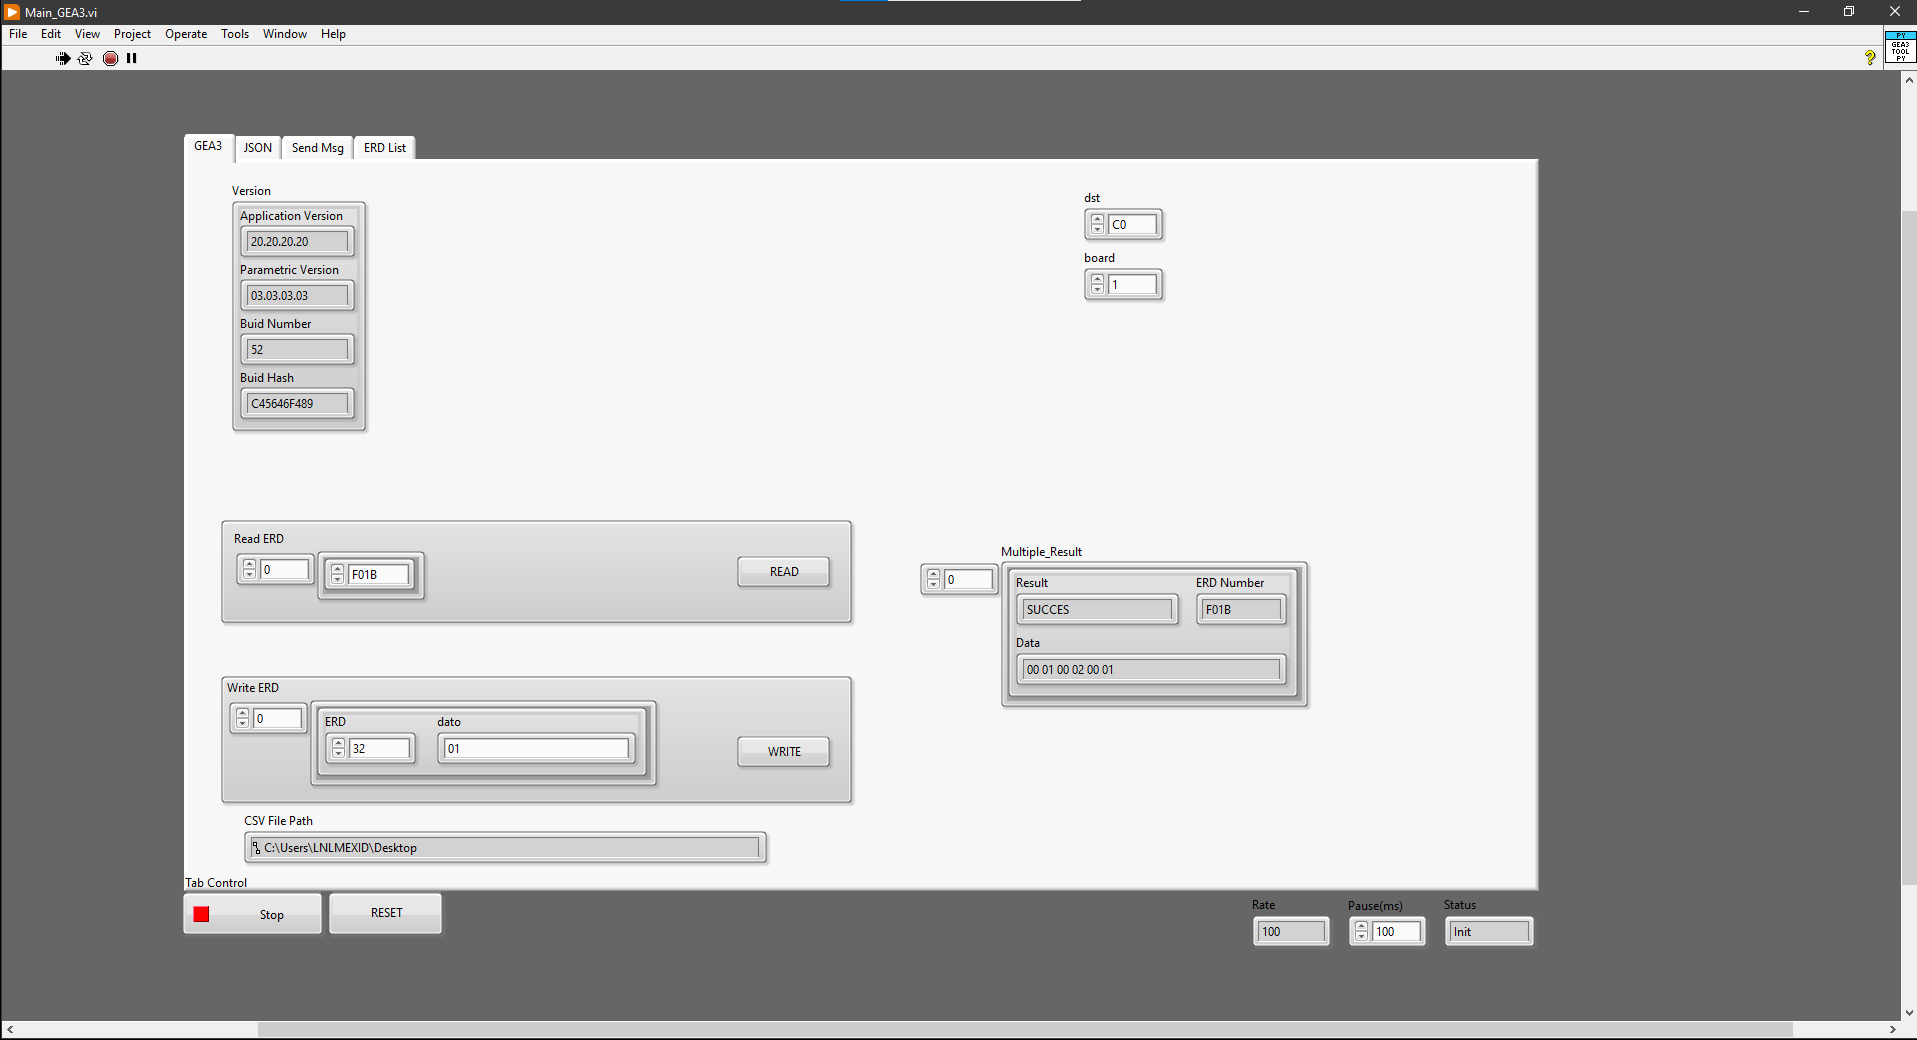 Main_GEA3.vi
File Edit View Project Operate Tools Window Help
?
PY
GEA3
TOOL
PY
GEA3 JSON Send Msg ERD List
Version
Application Version
20.20.20.20
Parametric Version
03.03.03.03
Buid Number
52
Buid Hash
C45646F489
dst
C0
board
1
Read ERD
0 F01B READ
Multiple_Result
0
Result ERD Number
SUCCES F01B
Data
00 01 00 02 00 01
Write ERD
0
ERD dato
32 01
WRITE
CSV File Path
C:\Users\LNLMEXID\Desktop
Tab Control
Stop RESET
Rate Pause(ms) Status
100 100 Init